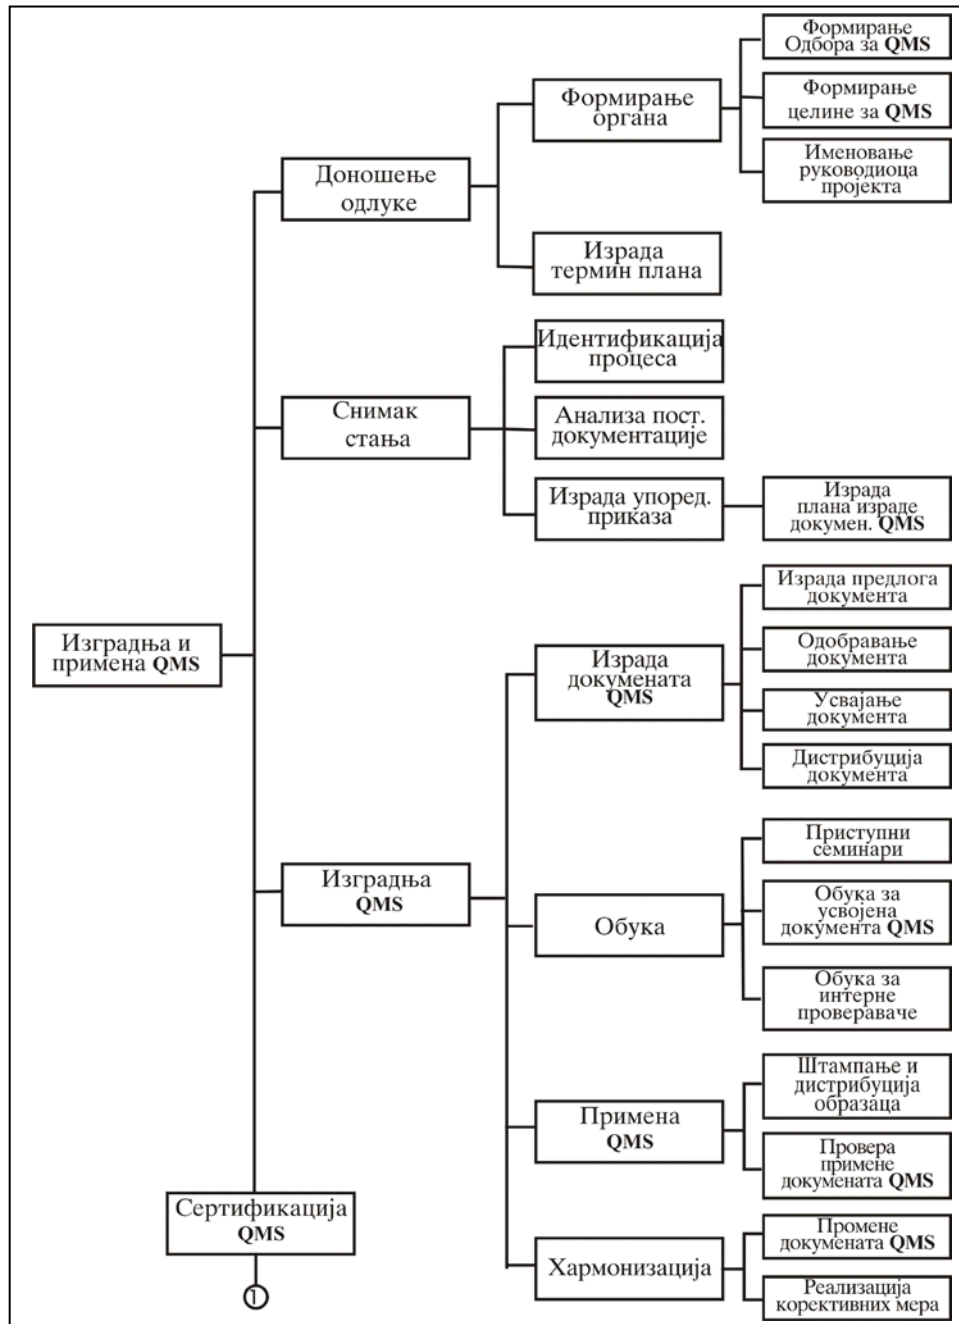 Формирање
Одбора за QMS
Формирање
органа
Формирање
целине за QMS
Именовање
руководиоца
пројекта
Доношење
одлуке
Израда
термин плана
Идентификација
процеса
Снимак
стања
Анализа пост.
документације
Израда упоред.
приказа
Израда
плана израде
докумен. QMS
Израда предлога
документа
Изградња и
примена QMS
Израда
докумената
QMS
Одобравање
документа
Усвајање
документа
Дистрибуција
документа
Приступни
семинари
Изградња
QMS
Обука
Обука за
усвојена
документа QMS
Обука за
интерне
провераваче
Штампање и
дистрибуција
образаца
Примена
QMS
Провера
примене
докумената QMS
Сертификација
QMS
Промене
докумената QMS
Хармонизација
Реализација
корективних мера
1